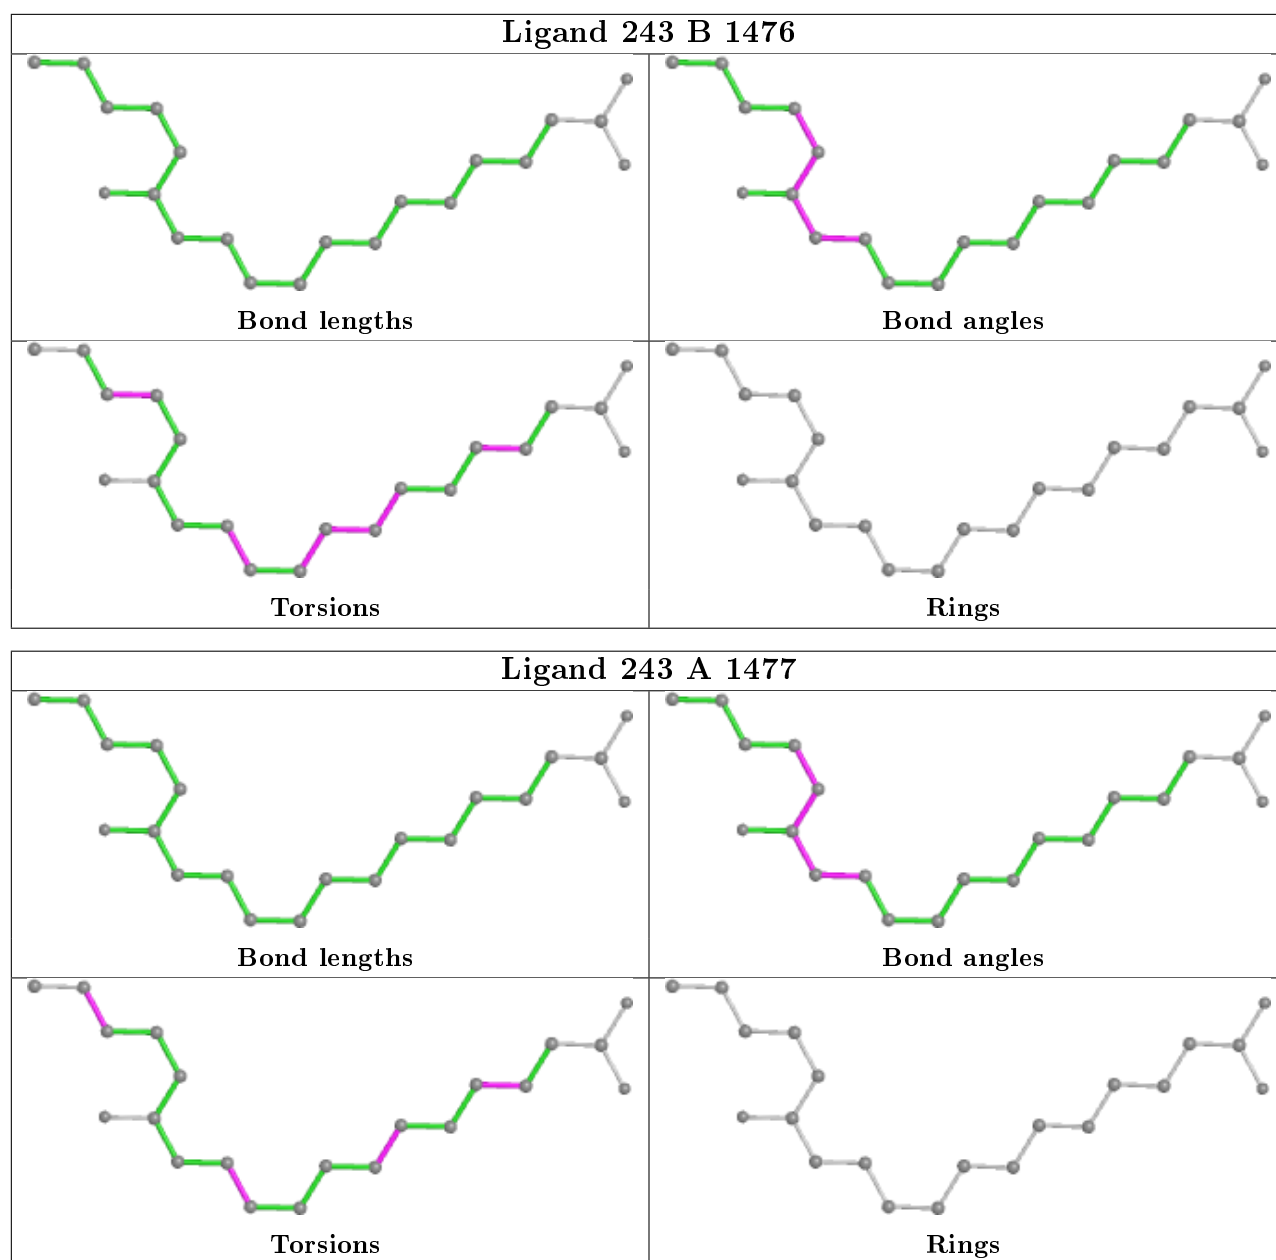 Ligand 243 B 1476
Bond lengths
Bond angles
Torsions
Rings
Ligand 243 A 1477
Bond lengths
Bond angles
Torsions
Rings